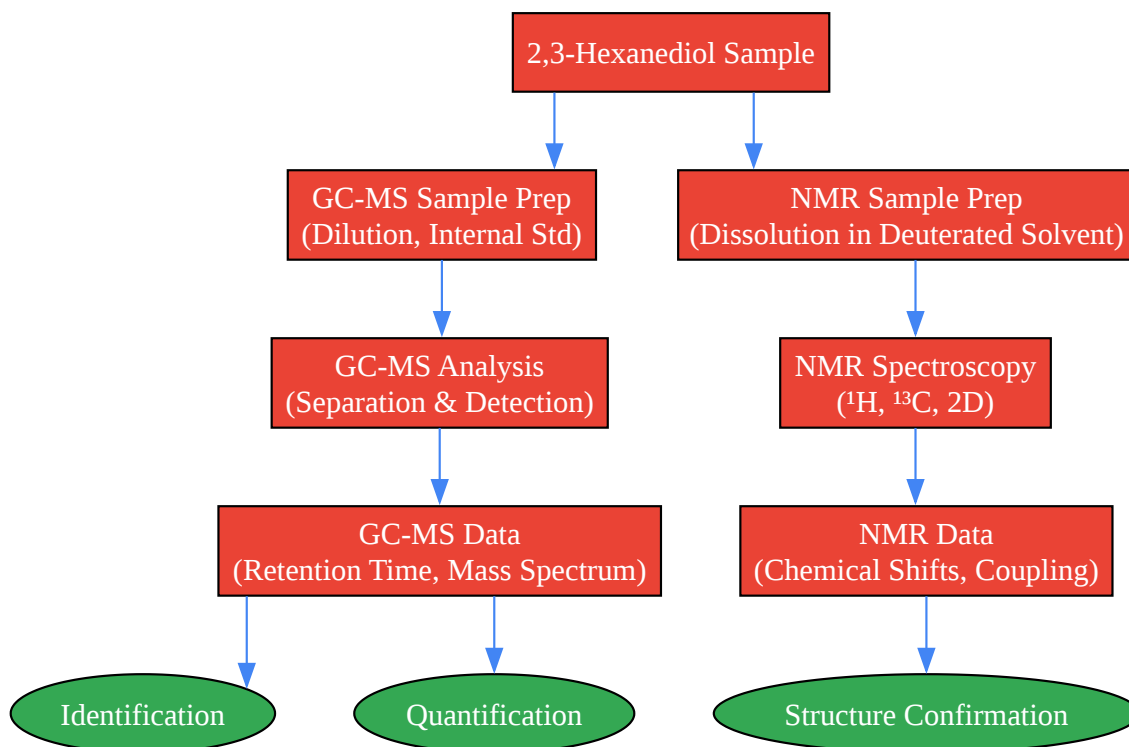 2,3-Hexanediol Sample
GC-MS Sample Prep
(Dilution, Internal Std)
NMR Sample Prep
(Dissolution in Deuterated Solvent)
GC-MS Analysis
(Separation & Detection)
NMR Spectroscopy
(¹H, ¹³C, 2D)
GC-MS Data
(Retention Time, Mass Spectrum)
NMR Data
(Chemical Shifts, Coupling)
Identification
Quantification
Structure Confirmation